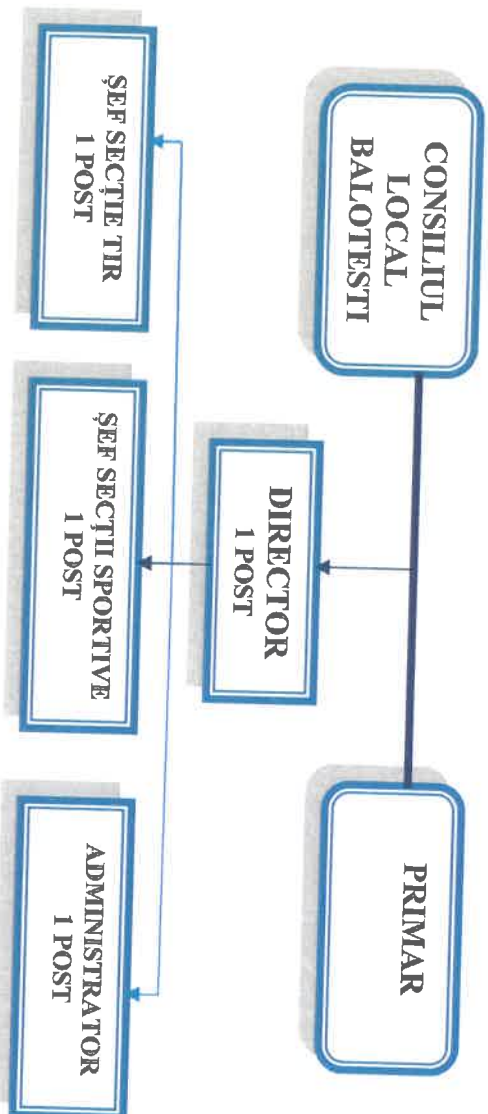 CONSILIUL
LOCAL
BALOTESTI
PRIMAR
DIRECTOR
1 POST
ȘEF SECȚIE TIR
1 POST
ȘEF SECȚII SPORTIVE
1 POST
ADMINISTRATOR
1 POST